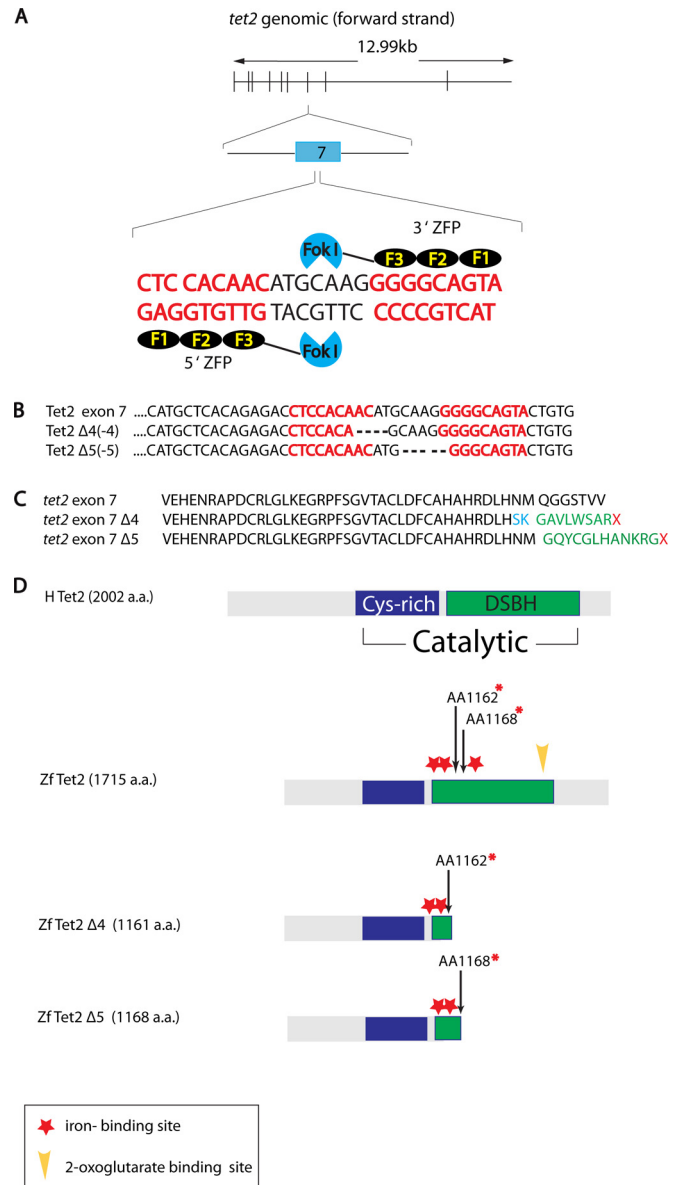 A
tet2 genomic (forward strand)
12.99kb
7
3 ‘ ZFP
Fok I
F3 F2 F1
CTC CACAACATGCAAGGGGGCAGTA
GAGGTGTTG TACGTTC CCCCGTCAT
F1 F2 F3
Fok I
5 ‘ ZFP
B
Tet2 exon 7 ....CATGCTCACAGAGACCTCCACAACATGCAAGGGGGCAGTACTGTG
Tet2 Δ4(-4) ....CATGCTCACAGAGACCTCCACA----GCAAGGGGGCAGTACTGTG
Tet2 Δ5(-5) ....CATGCTCACAGAGACCTCCACAACATG-- ---GGGGCAGTACTGTG
C
tet2 exon 7 VEHENRAPDCRLGLKEGRPFSGVTACLDFCAHAHRDLHNM QGGSTVV
tet2 exon 7 Δ4 VEHENRAPDCRLGLKEGRPFSGVTACLDFCAHAHRDLHSK GAVLWSARX
tet2 exon 7 Δ5 VEHENRAPDCRLGLKEGRPFSGVTACLDFCAHAHRDLHNM GQYCGLHANKRGX
D
H Tet2 (2002 a.a.)
Cys-rich DSBH
Catalytic
AA1162*
AA1168*
Zf Tet2 (1715 a.a.)
AA1162*
Zf Tet2 Δ4 (1161 a.a.)
AA1168*
Zf Tet2 Δ5 (1168 a.a.)
iron- binding site
2-oxoglutarate binding site